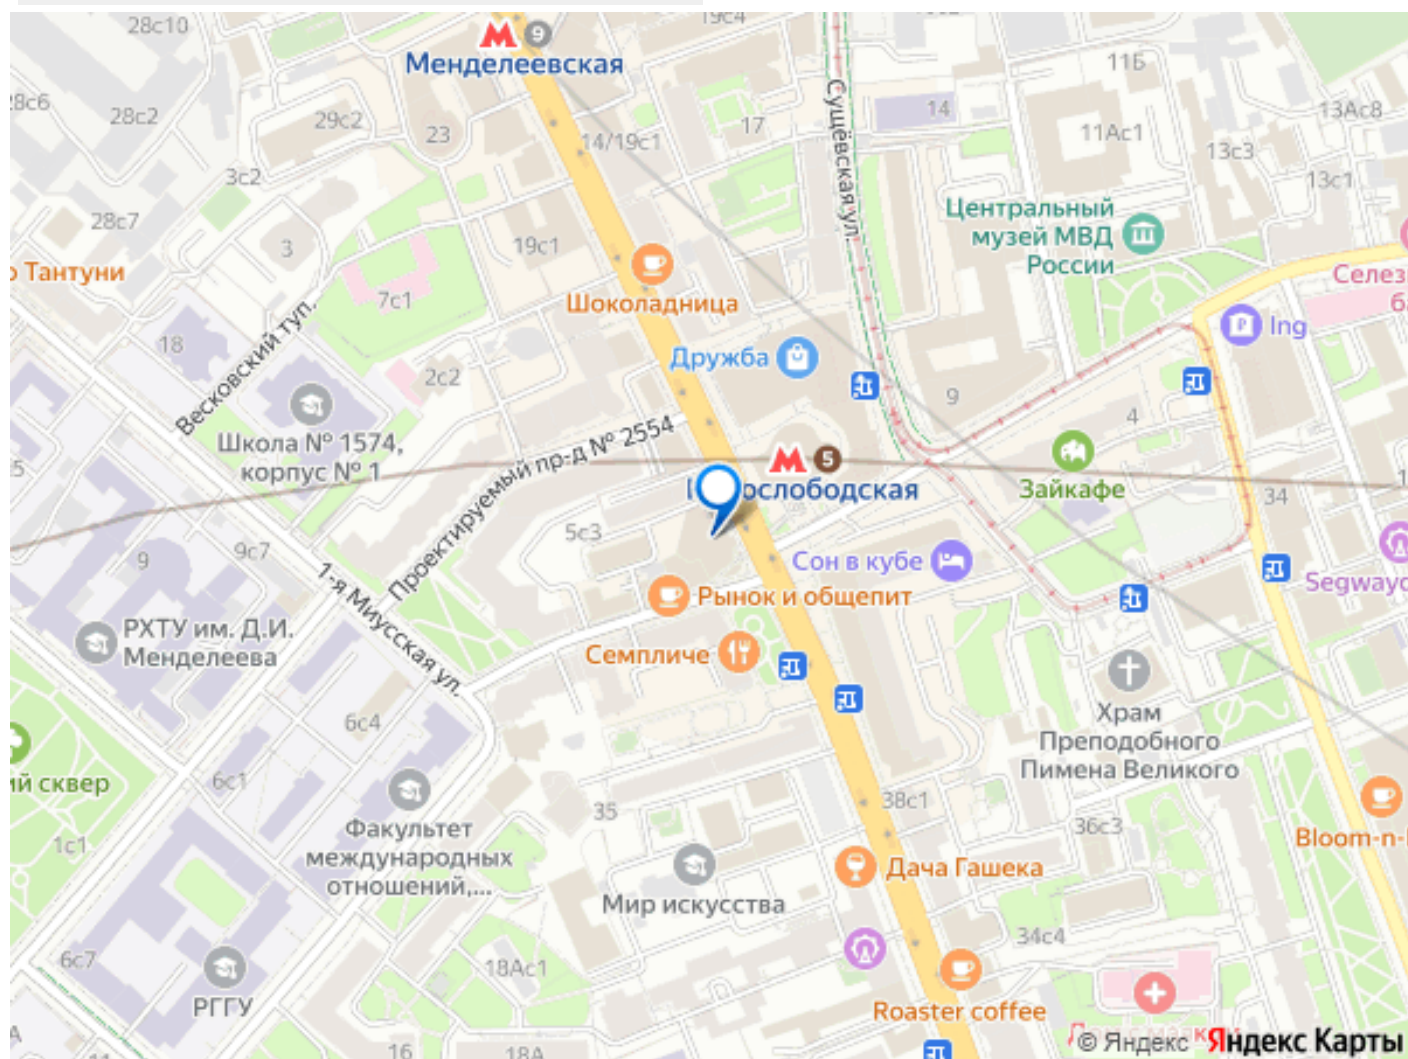 28с10
19с4
9
Менделеевская
11Б
28с6
28с2
29с2
23
14/19с1
17
Сущёвская ул.
14
11Ас1
13Ас8
13с3
13с1
3с2
28с7
3
19с1
Центральный
музей МВД
России
Тантуни
7с1
Шоколадница
Весковский туп.
18
2с2
Дружба
Ing
9
4
Школа № 1574,
корпус № 1
Проектируемый пр-д № 2554
5
ослободская
Зайкафе
34
5с3
9
9с7
Сон в кубе
Segwayc
1-я Миусская ул.
Рынок и общепит
РХТУ им. Д.И.
Менделеева
Семпличе
6с4
Храм
Преподобного
Пимена Великого
ий сквер
6с1
1с1
Факультет
международных
отношений,...
35
38с1
36с3
Bloom-n-
Дача Гашека
Мир искусства
6с7
РГГУ
18Ас1
34с4
Roaster coffee
16
18А
© Яндекс Яндекс Карты